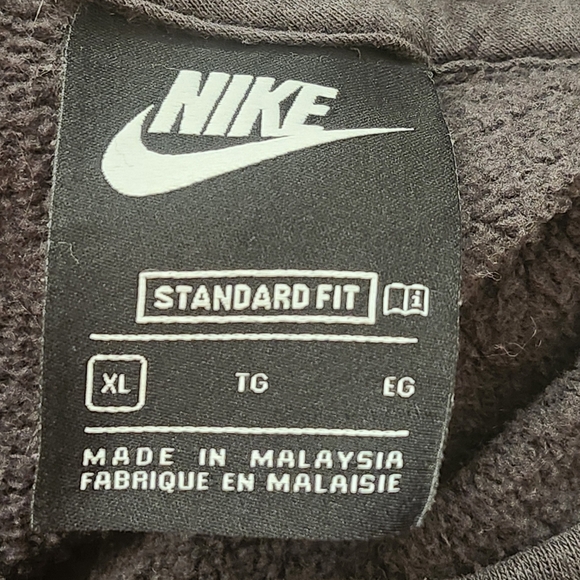 NIKE
STANDARD FIT
XL TG EG
MADE IN MALAYSIA
FABRIQUE EN MALAISIE